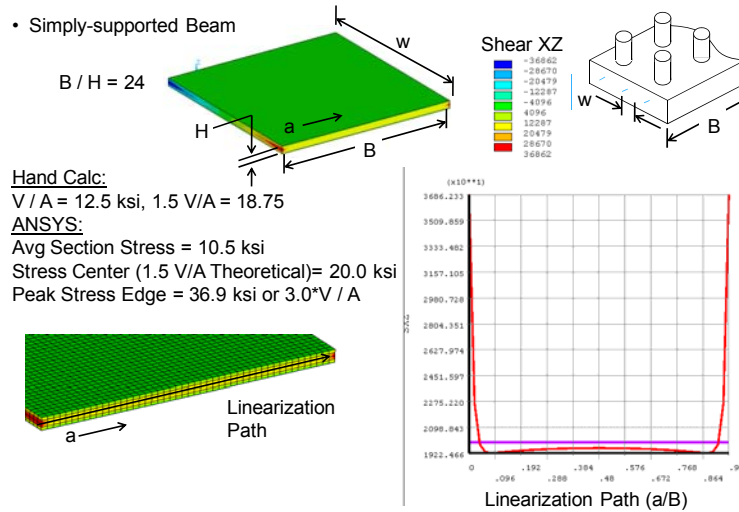 • Simply-supported Beam
B / H = 24
w
H
a
B
Shear XZ
-36862
-28670
-20479
-12287
-4096
4096
12287
20479
28670
36862
w
B
Hand Calc:
V / A = 12.5 ksi, 1.5 V/A = 18.75
ANSYS:
Avg Section Stress = 10.5 ksi
Stress Center (1.5 V/A Theoretical)= 20.0 ksi
Peak Stress Edge = 36.9 ksi or 3.0*V / A
Linearization
Path
a
(x10**1)
3686.233
3509.859
3333.482
3157.105
2980.728
2804.351
2627.974
2451.597
2275.220
2098.843
1922.466
SXZ
0
.096
.192
.288
.384
.48
.576
.672
.768
.864
.9
Linearization Path (a/B)